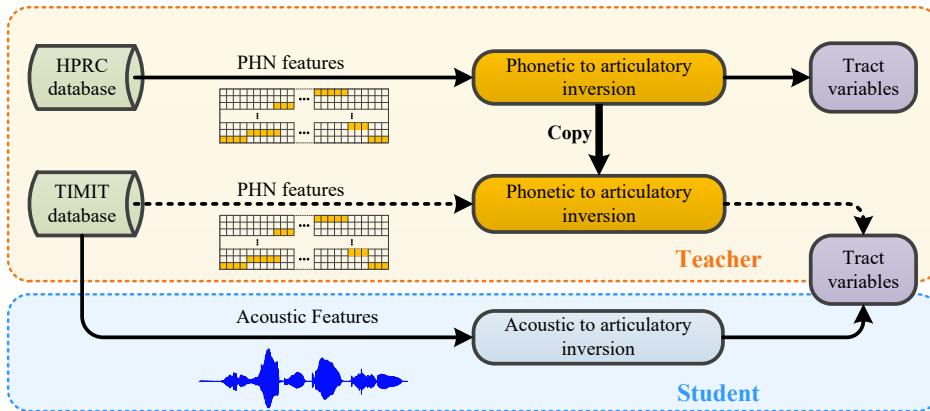 HPRC
database
PHN features
Phonetic to articulatory
inversion
Tract
variables
Copy
TIMIT
database
PHN features
Phonetic to articulatory
inversion
Teacher
Tract
variables
Acoustic Features
Acoustic to articulatory
inversion
Student